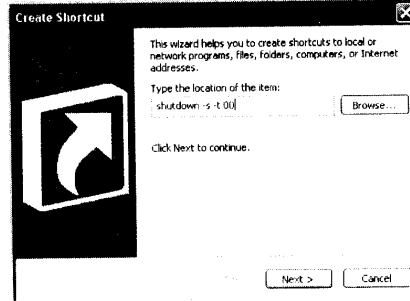 Create Shortcut
This wizard helps you to create shortcuts to local or
network programs, files, folders, computers, or Internet
addresses.
Type the location of the item:
shutdown -s -t 00
Browse...
Click Next to continue.
Next >
Cancel